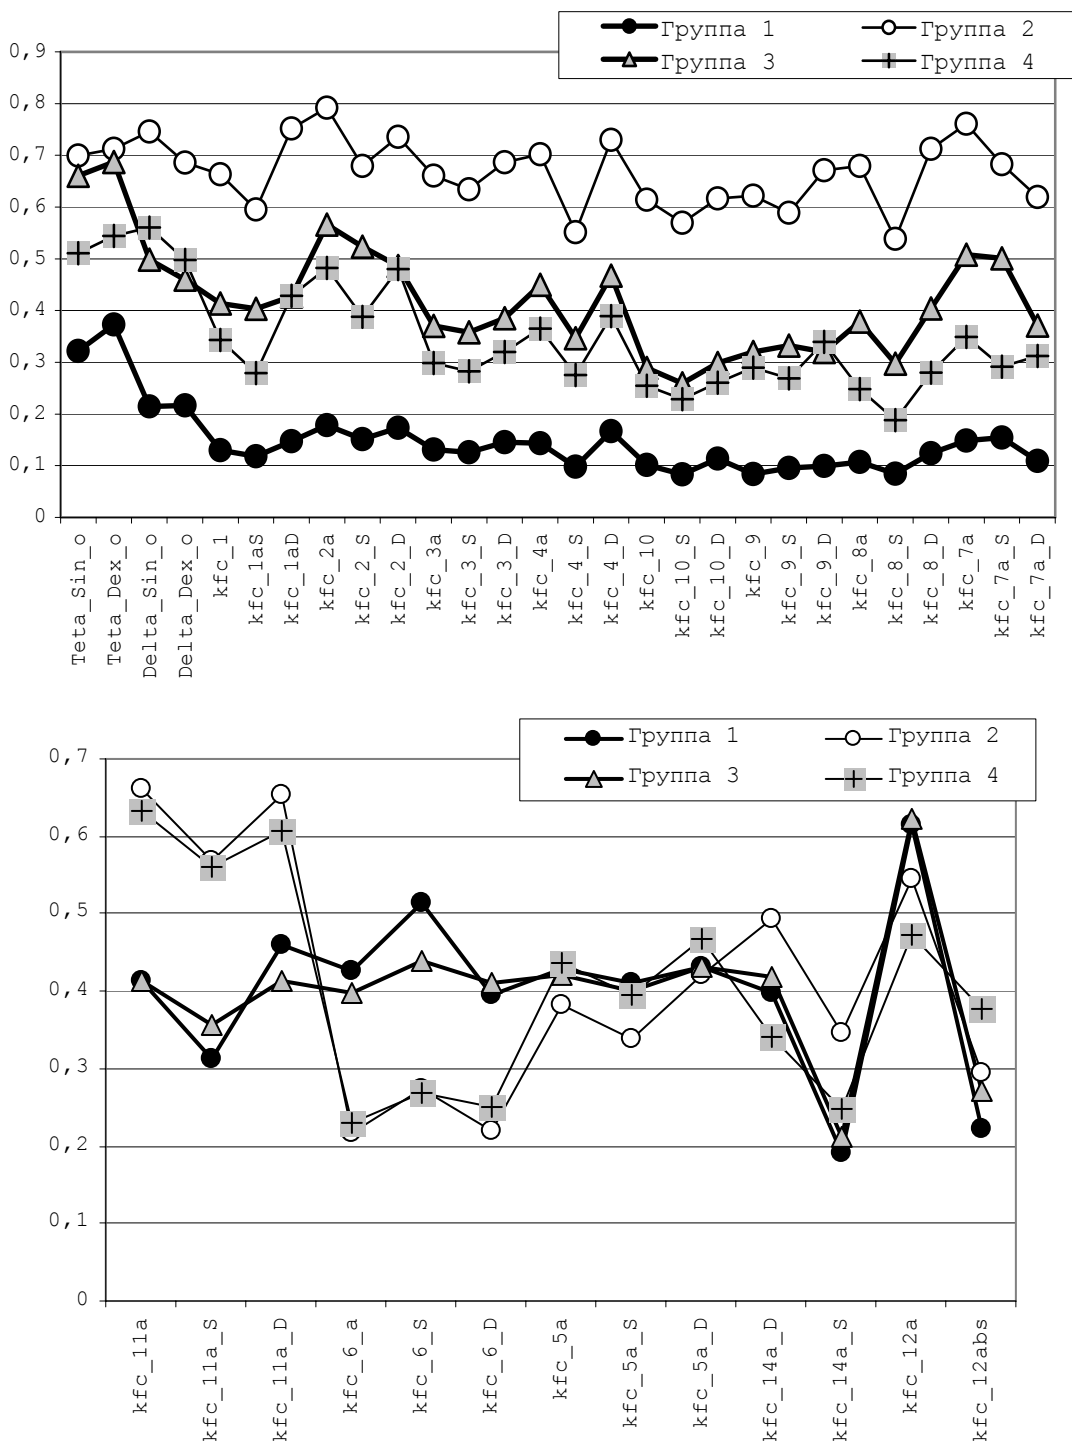 Группа 1 Группа 2
Группа 3 Группа 4
0,9
0,8
0,7
0,6
0,5
0,4
0,3
0,2
0,1
0
Teta_Sin_o
Teta_Dex_o
Delta_Sin_o
Delta_Dex_o
kfc_1
kfc_1aS
kfc_1aD
kfc_2a
kfc_2_S
kfc_2_D
kfc_3a
kfc_3_S
kfc_3_D
kfc_4a
kfc_4_S
kfc_4_D
kfc_10
kfc_10_S
kfc_10_D
kfc_9
kfc_9_S
kfc_9_D
kfc_8a
kfc_8_S
kfc_8_D
kfc_7a
kfc_7a_S
kfc_7a_D
Группа 1 Группа 2
Группа 3 Группа 4
0,7
0,6
0,5
0,4
0,3
0,2
0,1
0
kfc_11a
kfc_11a_S
kfc_11a_D
kfc_6_a
kfc_6_S
kfc_6_D
kfc_5a
kfc_5a_S
kfc_5a_D
kfc_14a_D
kfc_14a_S
kfc_12a
kfc_12abs